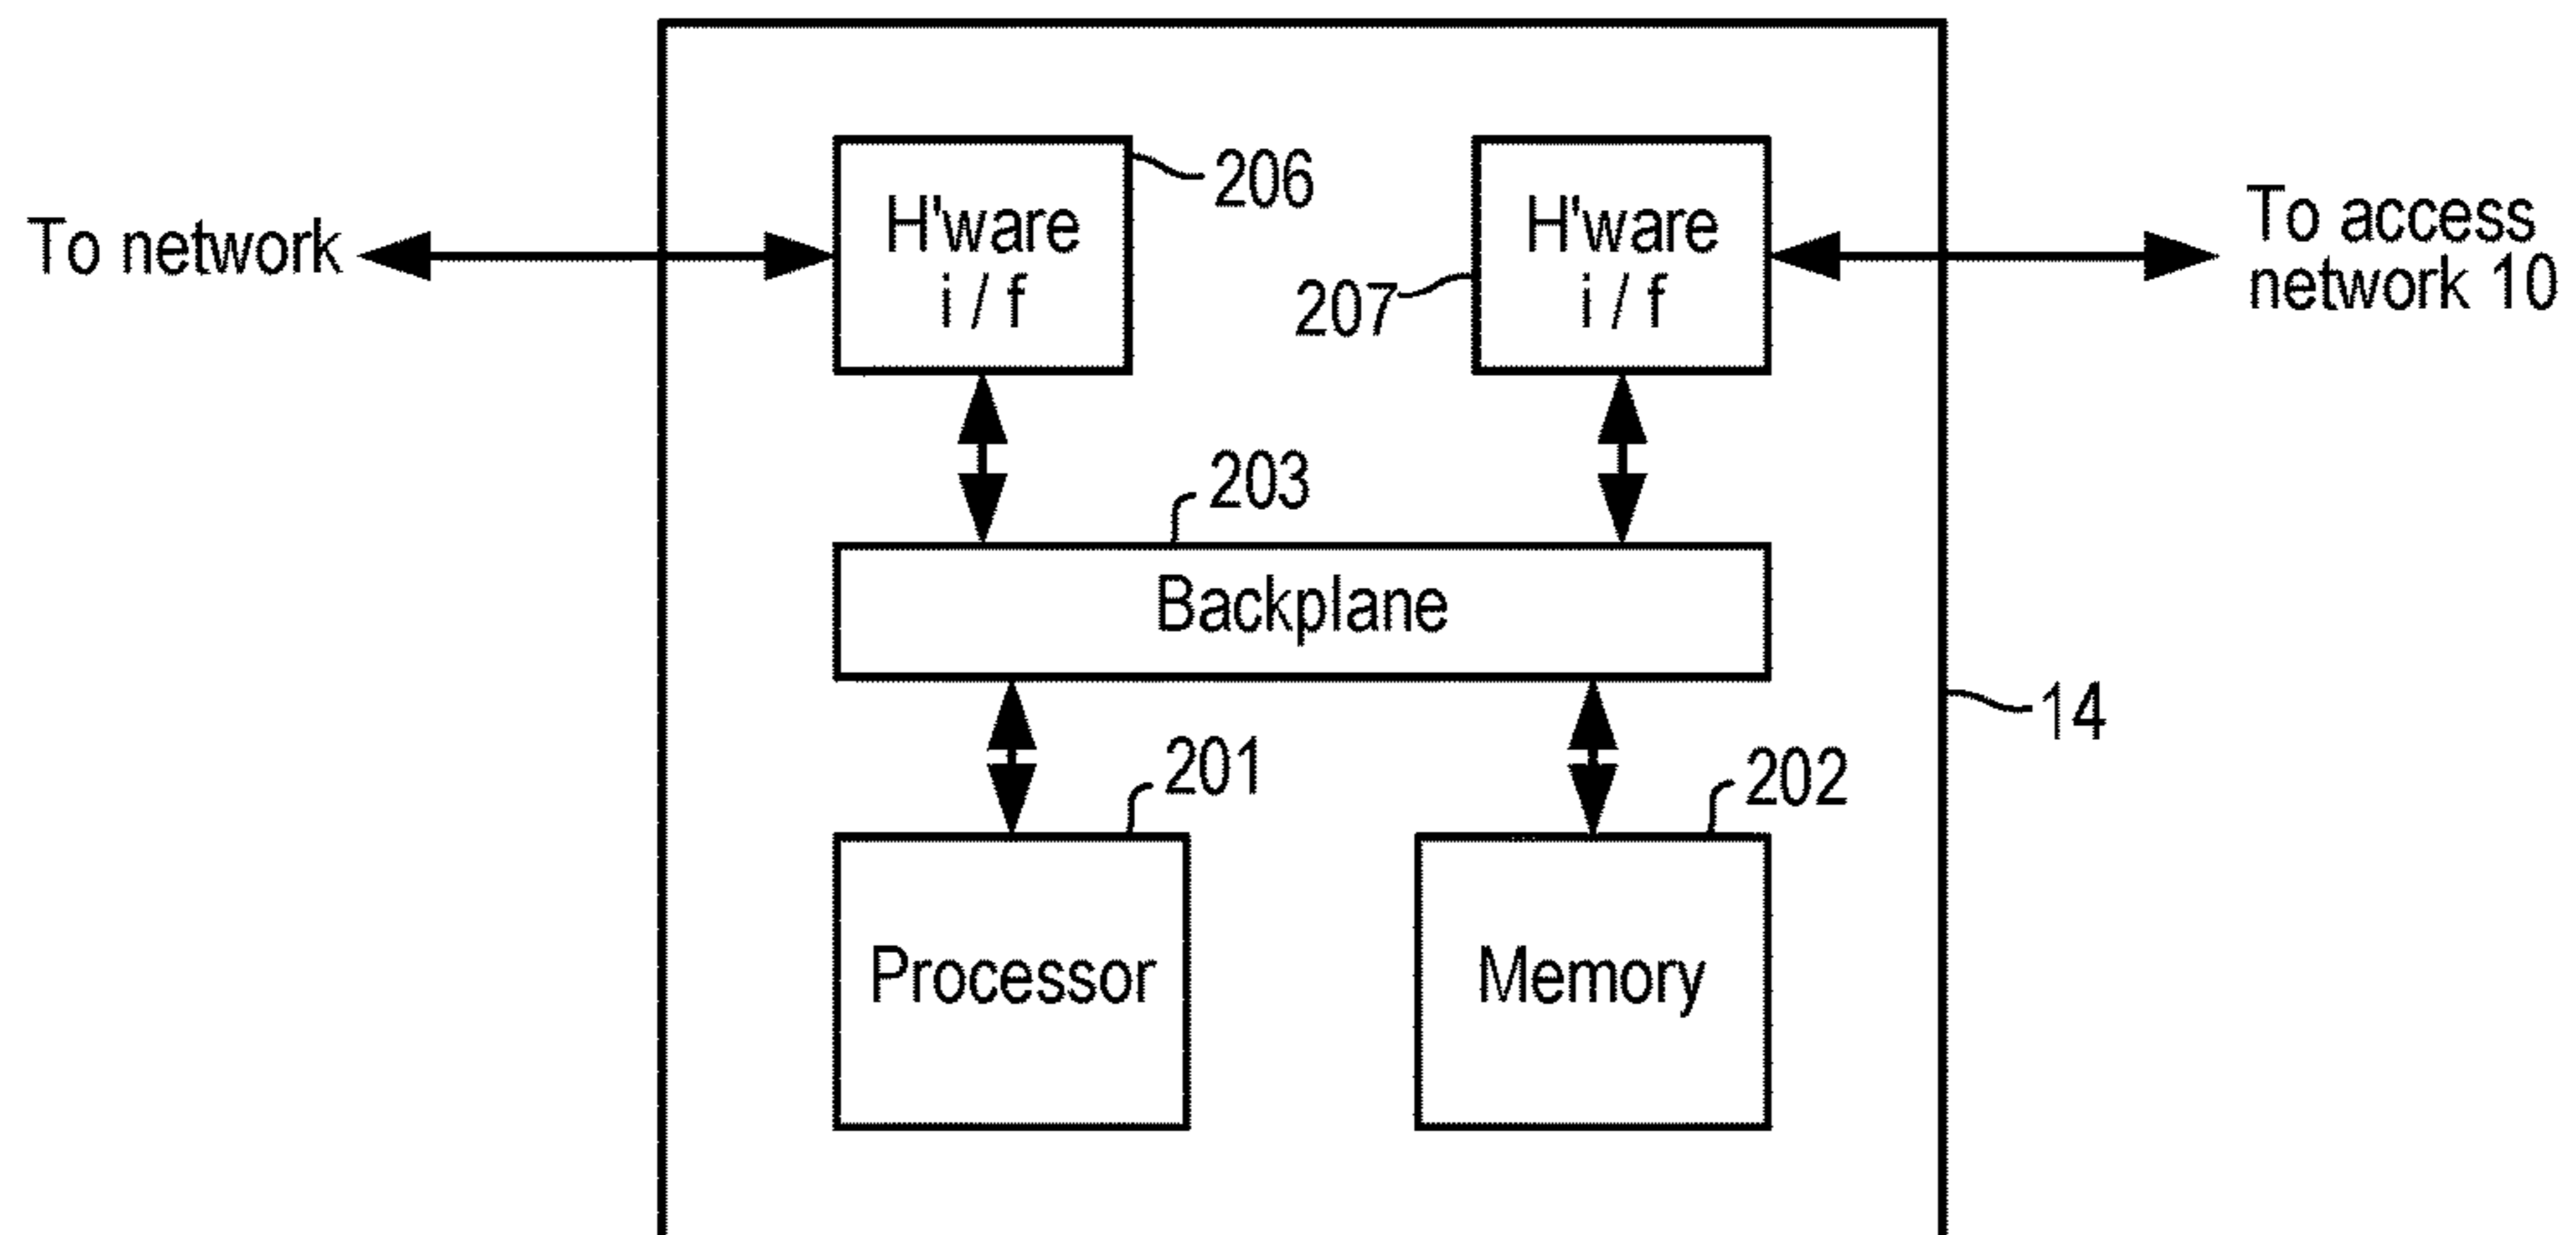 206
H'ware
i / f
H'ware
i / f
207
To network
To access
network 10
203
Backplane
14
201
202
Processor
Memory